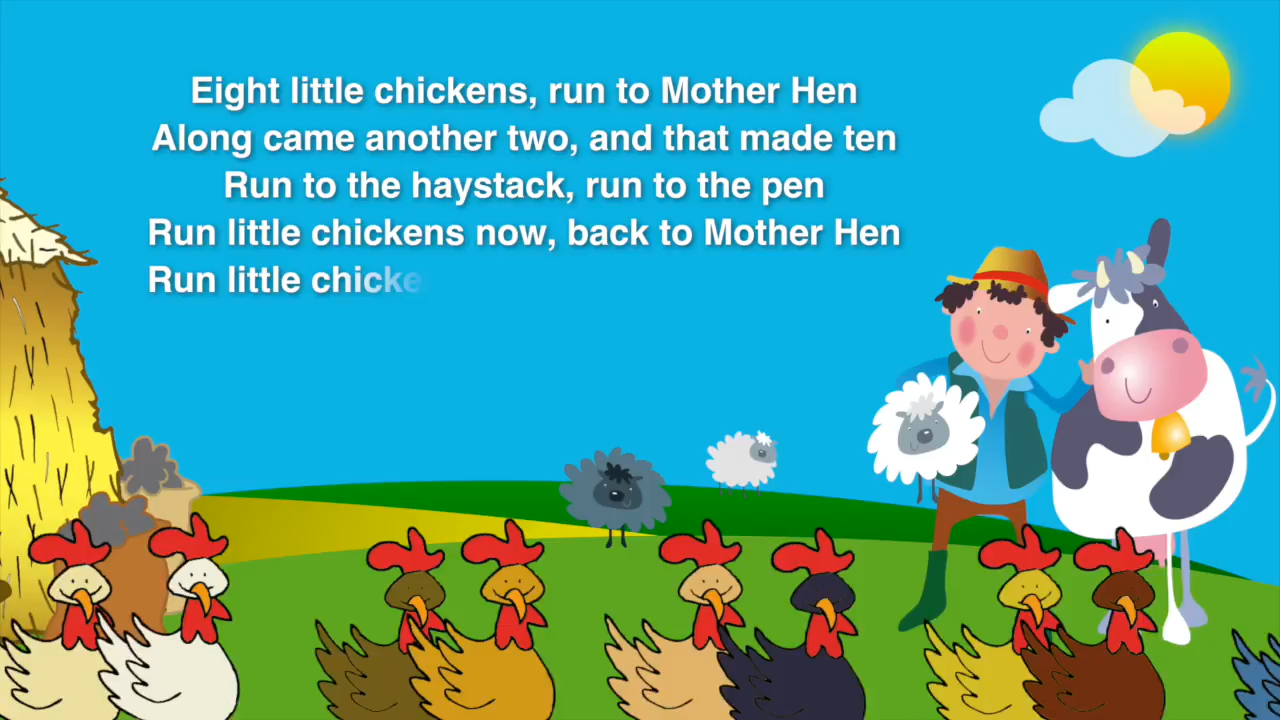 Eight little chickens, run to Mother Hen
Along came another two, and that made ten
Run to the haystack, run to the pen
Run little chickens now, back to Mother Hen
Run little chicke